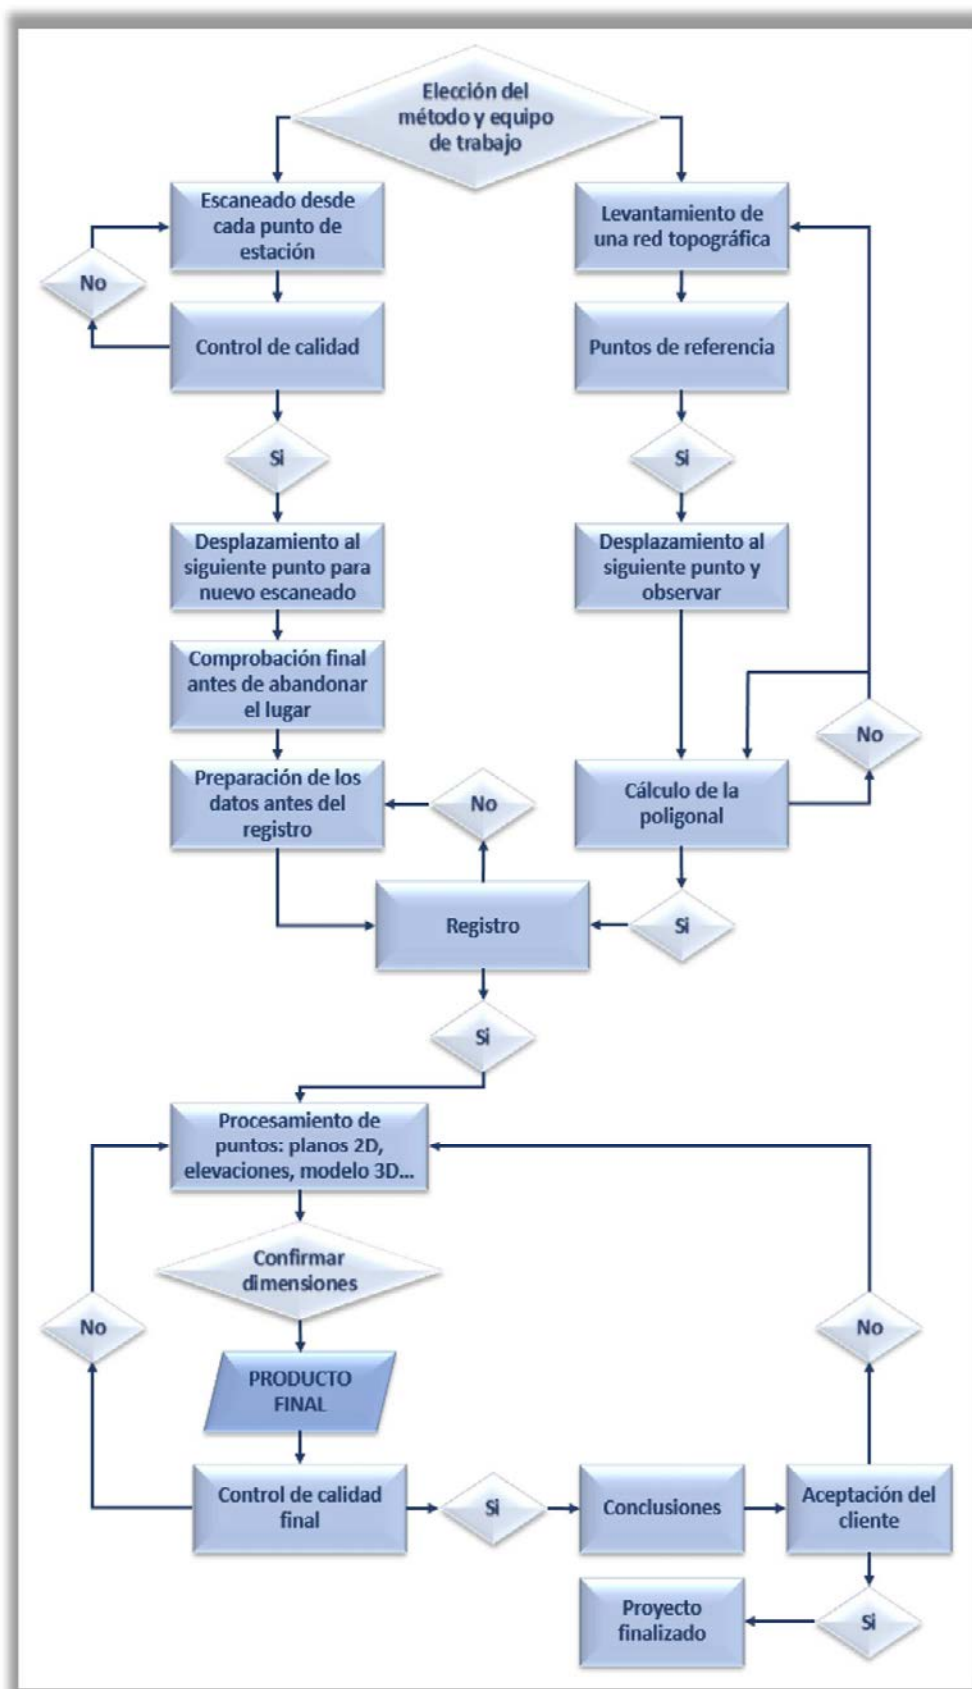 Elección del
método y equipo
de trabajo
Escaneado desde
cada punto de
estación
Levantamiento de
una red topográfica
No
Control de calidad
Puntos de referencia
Si
Si
Desplazamiento al
siguiente punto para
nuevo escaneado
Desplazamiento al
siguiente punto y
observar
Comprobación final
antes de abandonar
el lugar
No
Preparación de los
datos antes del
registro
No
Cálculo de la
poligonal
Registro
Si
Si
Procesamiento de
puntos: planos 2D,
elevaciones, modelo 3D...
Confirmar
dimensiones
No
No
PRODUCTO
FINAL
Control de calidad
final
Si
Conclusiones
Aceptación del
cliente
Proyecto
finalizado
Si